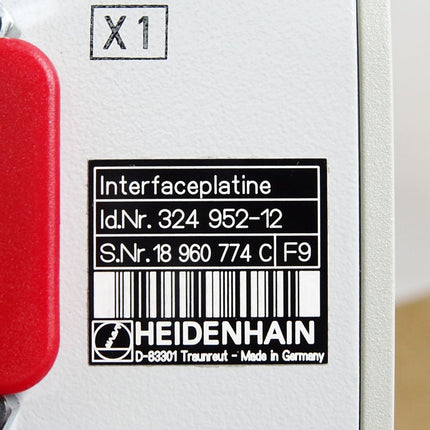 X1
Interfaceplatine
Id.Nr. 324 952-12
S.Nr. 18 960 774 C F9
HEIDENHAIN
D-83301 Traunreut - Made in Germany